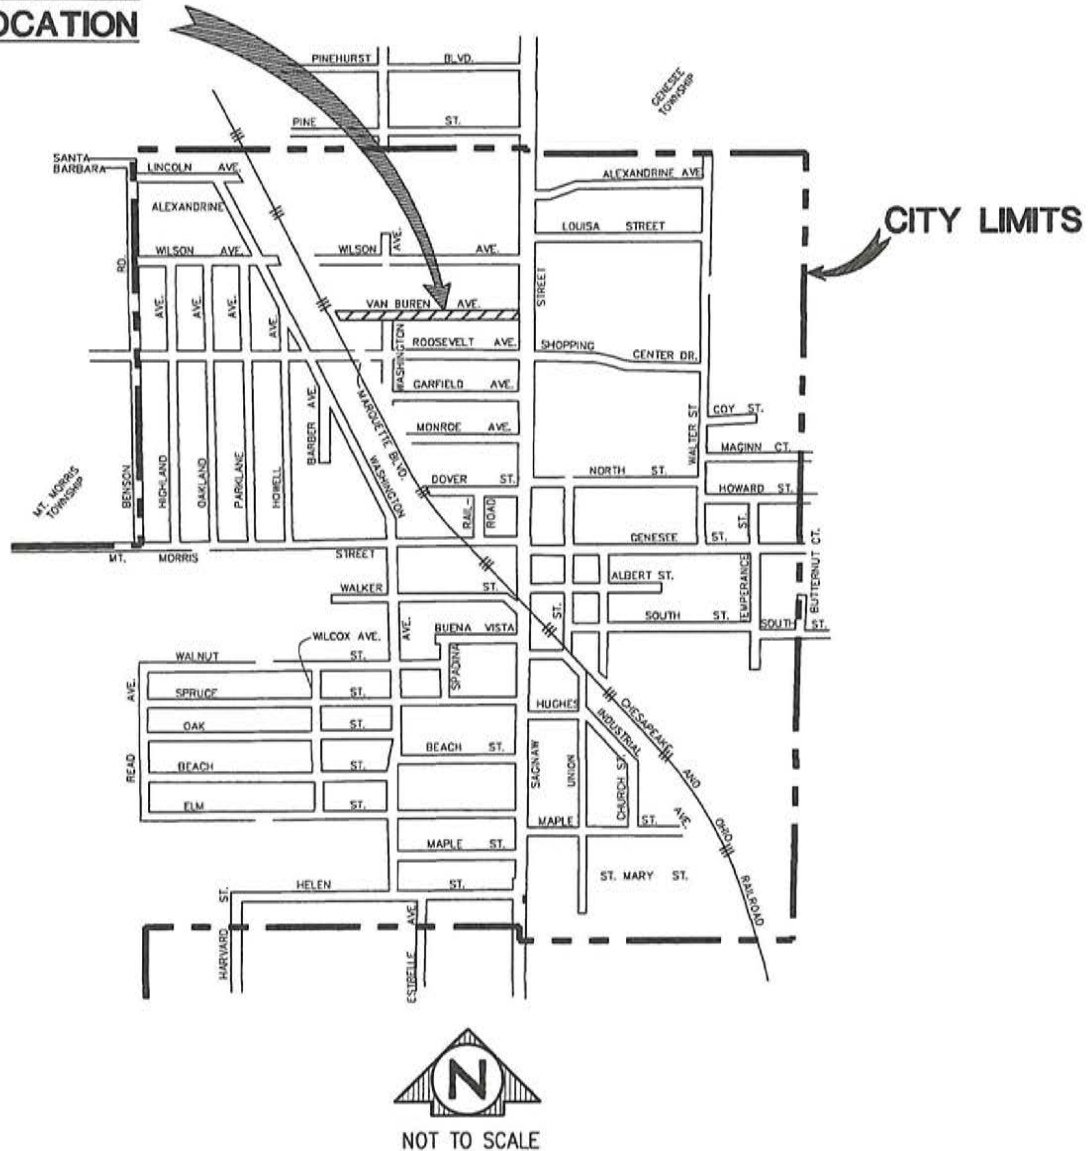 OCATION
PINEHURST BLVD.
PINE ST.
GENESEE
TOWNSHIP
SANTA
BARBARA
LINCOLN AVE.
ALEXANDRINE AVE.
ALEXANDRINE
LOUISA STREET
CITY LIMITS
WILSON AVE.
WILSON AVE.
AVE.
RD.
AVE.
AVE.
AVE.
AVE.
STREET
VAN BUREN AVE.
WASHINGTON
ROOSEVELT AVE.
SHOPPING CENTER DR.
GARFIELD AVE.
BARBER AVE.
MARQUETTE BLVD.
WASHINGTON
WALTER ST
COY ST.
MONROE AVE.
MAGINN CT.
MT. MORRIS
TOWNSHIP
BENSON
HIGHLAND
OAKLAND
PARKLANE
HOWELL
DOVER ST.
NORTH ST.
HOWARD ST.
RAIL-
ROAD
ST.
GENESEE ST.
MT. MORRIS STREET
BUTTERNUT CT.
ALBERT ST.
TEMPERANCE
WALKER ST.
ST.
SOUTH ST.
SOUTH ST.
AVE.
BUENA VISTA
WILCOX AVE.
WALNUT ST.
SPADINA
AVE.
SPRUCE ST.
HUGHES
CHESAPEAKE AND OHIO RAILROAD
INDUSTRIAL AVE.
OAK ST.
BEACH ST.
READ
BEACH ST.
SAGINAW
UNION
CHURCH ST.
ELM ST.
MAPLE ST.
MAPLE ST.
ST. MARY ST.
HELEN ST.
ST.
HARVARD
AVE
ESTBELLE
N
NOT TO SCALE